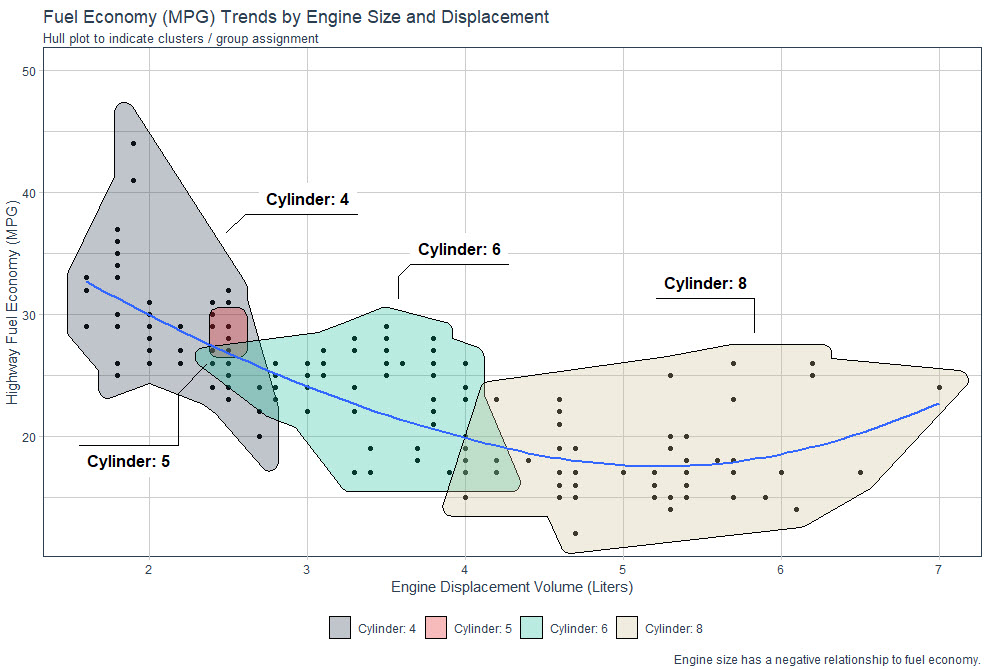 Fuel Economy (MPG) Trends by Engine Size and Displacement
Hull plot to indicate clusters / group assignment
Highway Fuel Economy (MPG)
50
40
30
20
Cylinder: 4
Cylinder: 6
Cylinder: 8
Cylinder: 5
2
3
4
5
6
7
Engine Displacement Volume (Liters)
Cylinder: 4
Cylinder: 5
Cylinder: 6
Cylinder: 8
Engine size has a negative relationship to fuel economy.